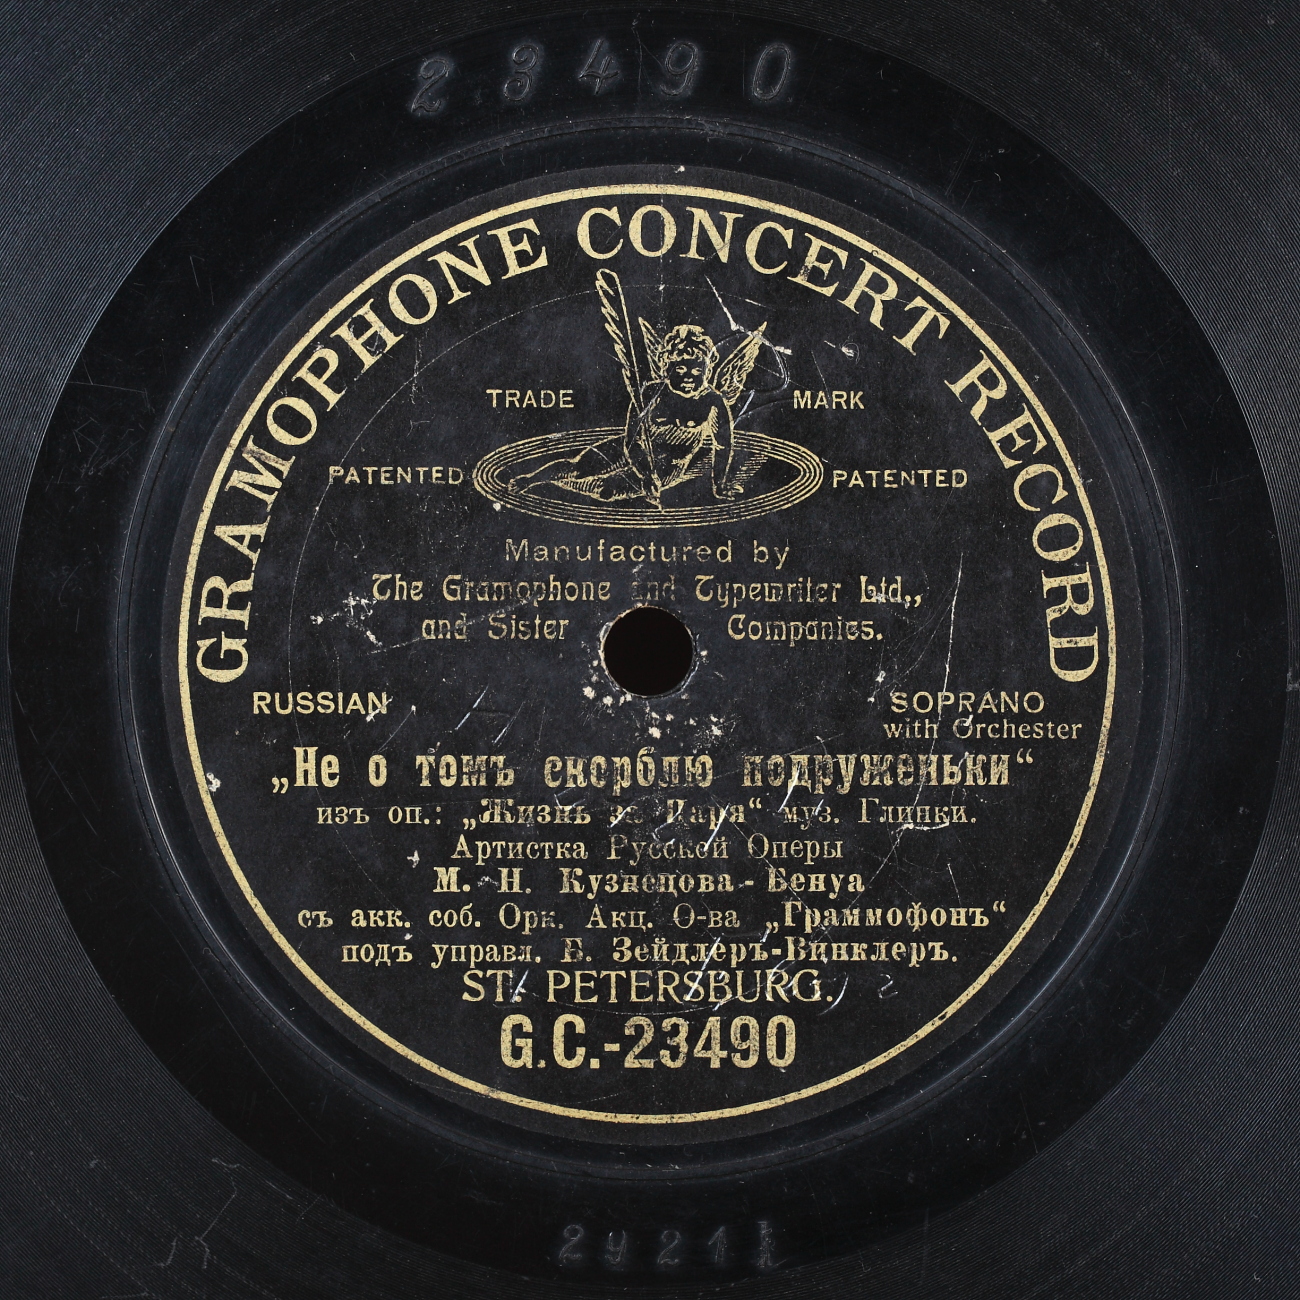 23490
GRAMOPHONE CONCERT RECORD
TRADE MARK
PATENTED PATENTED
Manufactured by
The Gramophone and Typewriter Ltd.,
and Sister Companies.
RUSSIAN
SOPRANO
with Orchester
„Не о томъ скорблю подруженьки“
изъ оп.: „Жизнь за Царя“ муз. Глинки.
Артистка Русской Оперы
М. Н. Кузнецова-Бенуа
съ акк. соб. Орк. Акц. О-ва „Граммофонъ“
подъ управл. Б. Зейдлеръ-Винклеръ.
ST. PETERSBURG.
G.C.-23490